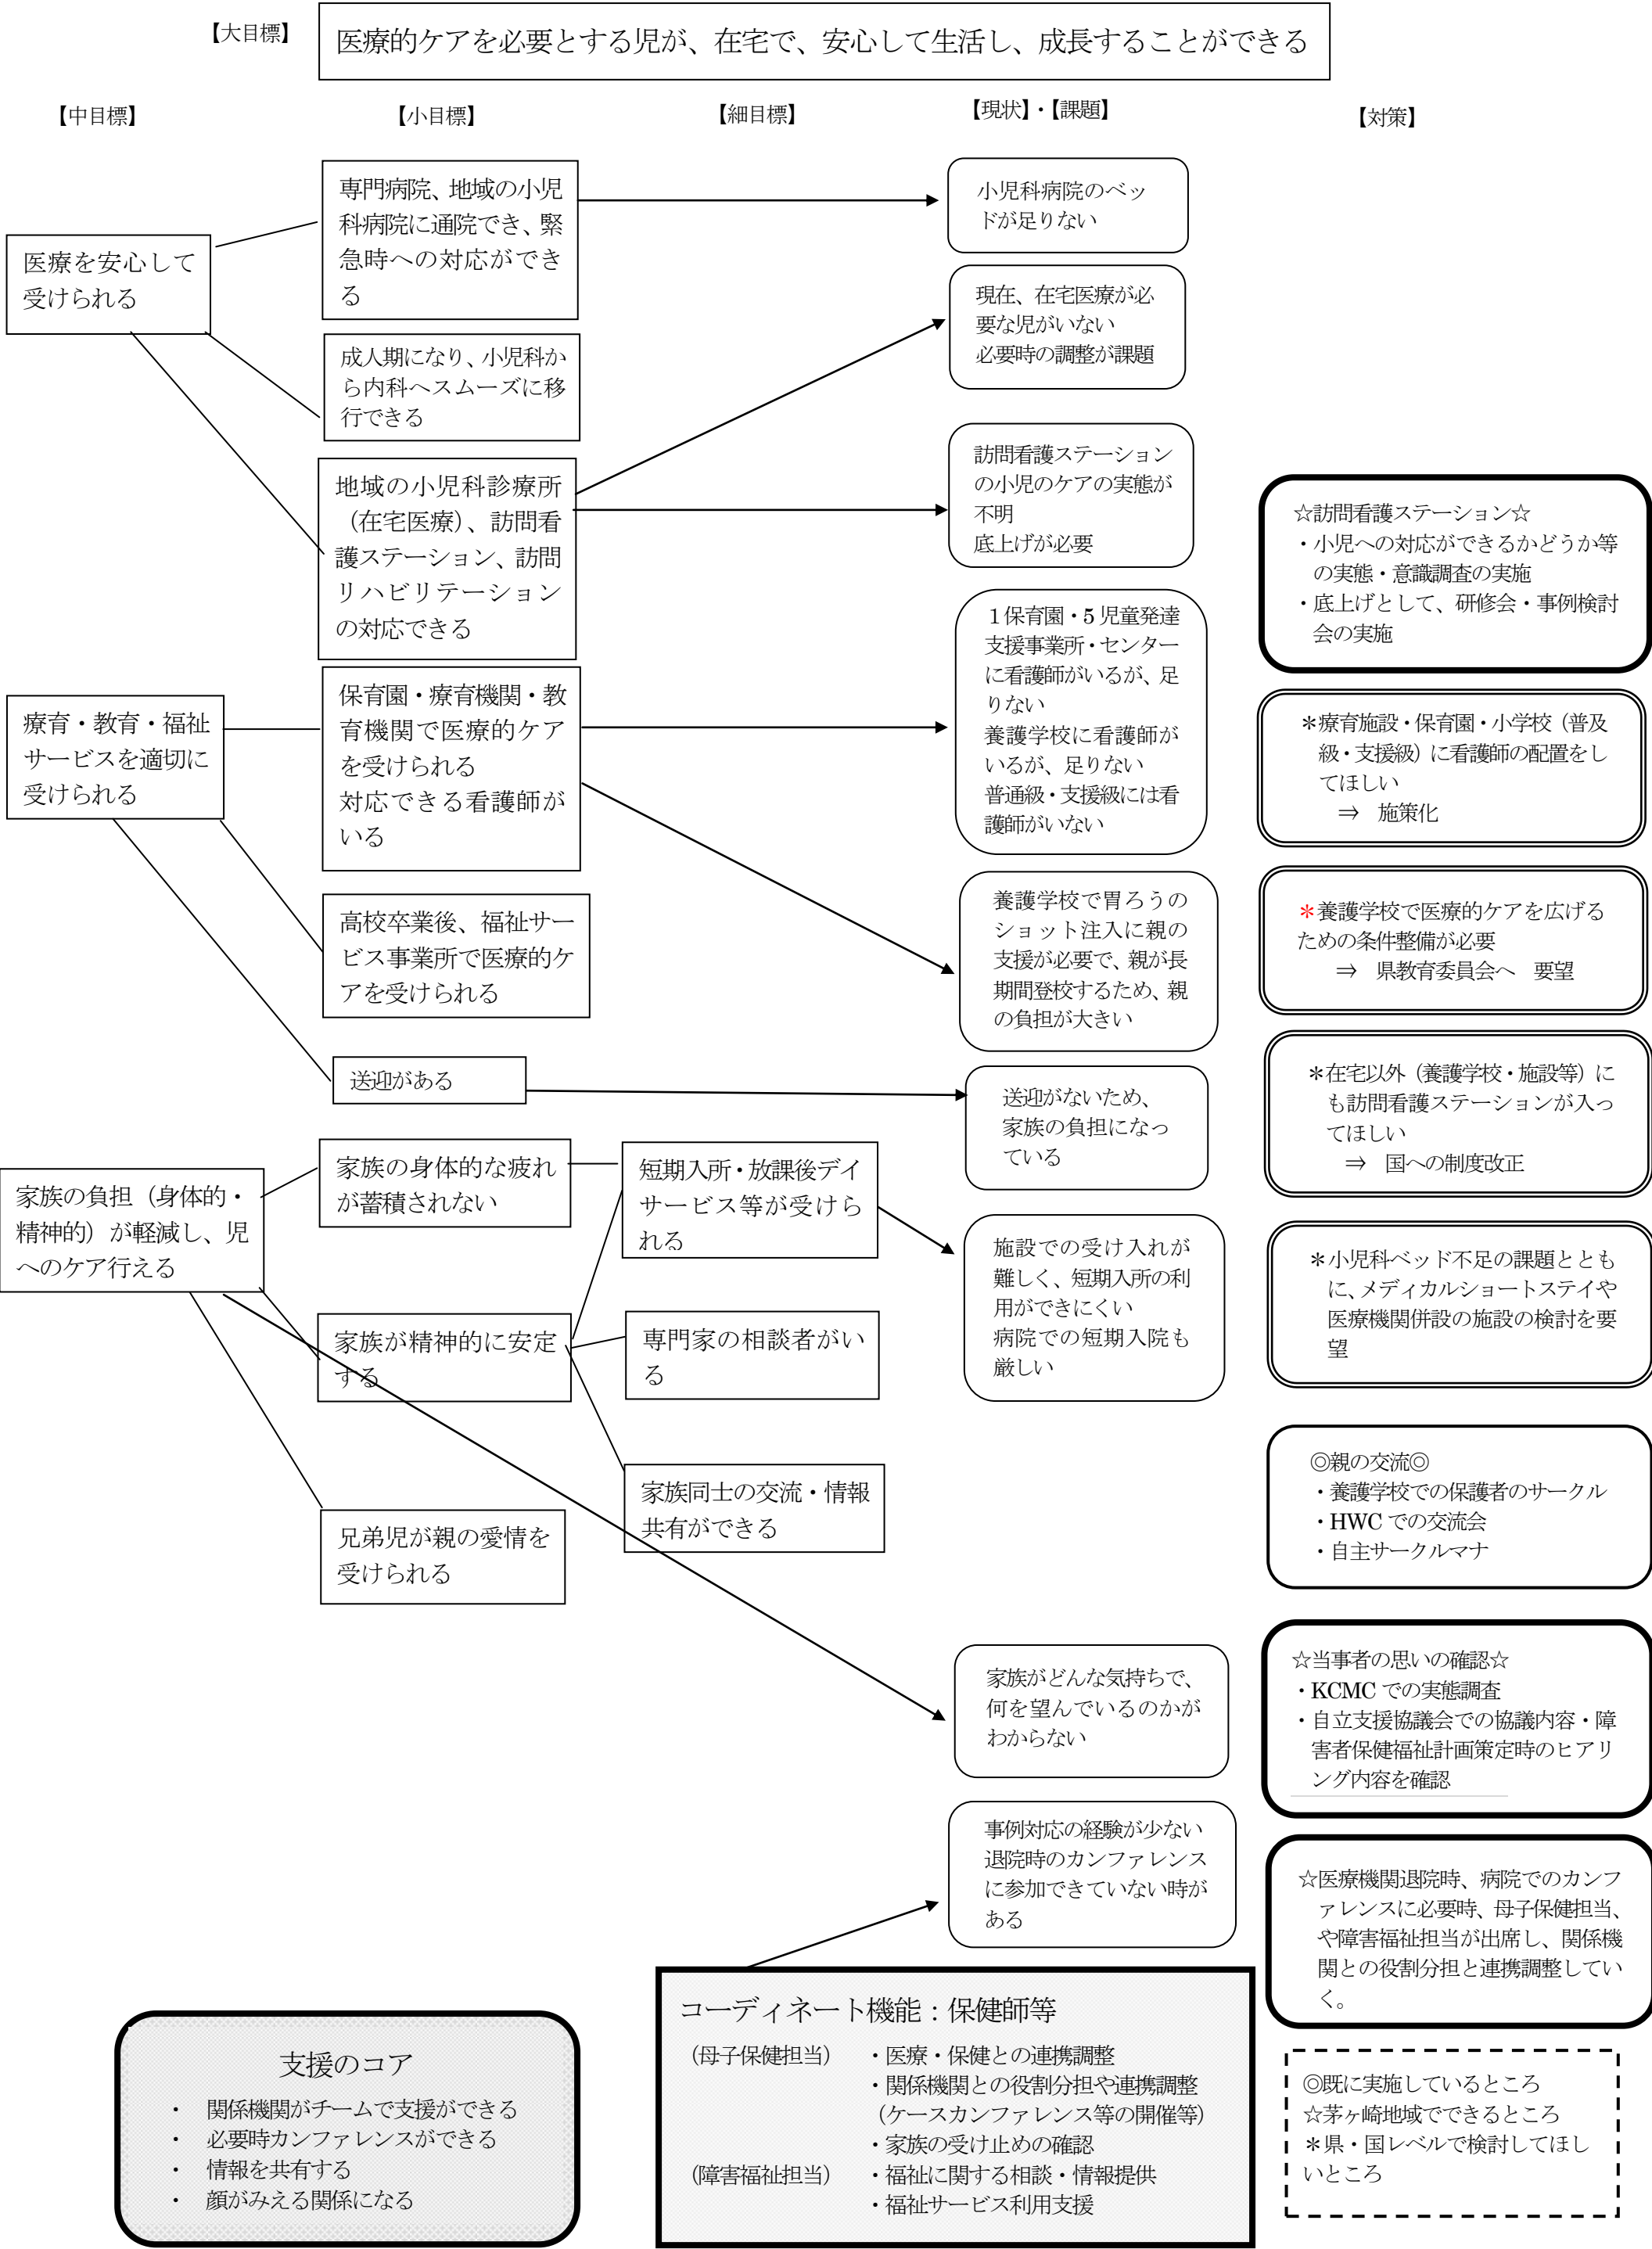 【大目標】
医療的ケアを必要とする児が、在宅で、安心して生活し、成長することができる
【中目標】
【小目標】
【細目標】
【現状】・【課題】
【対策】
医療を安心して
受けられる
療育・教育・福祉
サービスを適切に
受けられる
家族の負担（身体的・
精神的）が軽減し、児
へのケア行える
専門病院、地域の小児
科病院に通院でき、緊
急時への対応ができ
る
成人期になり、小児科か
ら内科へスムーズに移
行できる
地域の小児科診療所
（在宅医療）、訪問看
護ステーション、訪問
リハビリテーション
の対応できる
保育園・療育機関・教
育機関で医療的ケア
を受けられる
対応できる看護師が
いる
高校卒業後、福祉サー
ビス事業所で医療的ケ
アを受けられる
送迎がある
家族の身体的な疲れ
が蓄積されない
家族が精神的に安定
する
兄弟児が親の愛情を
受けられる
短期入所・放課後デイ
サービス等が受けら
れる
専門家の相談者がい
る
家族同士の交流・情報
共有ができる
小児科病院のベッ
ドが足りない
現在、在宅医療が必
要な児がいない
必要時の調整が課題
訪問看護ステーション
の小児のケアの実態が
不明
底上げが必要
１保育園・5 児童発達
支援事業所・センター
に看護師がいるが、足
りない
養護学校に看護師が
いるが、足りない
普通級・支援級には看
護師がいない
養護学校で胃ろうの
ショット注入に親の
支援が必要で、親が長
期間登校するため、親
の負担が大きい
送迎がないため、
家族の負担になっ
ている
施設での受け入れが
難しく、短期入所の利
用ができにくい
病院での短期入院も
厳しい
家族がどんな気持ちで、
何を望んでいるのかが
わからない
事例対応の経験が少ない
退院時のカンファレンス
に参加できていない時が
ある
☆訪問看護ステーション☆
・小児への対応ができるかどうか等
の実態・意識調査の実施
・底上げとして、研修会・事例検討
会の実施
＊療育施設・保育園・小学校（普及
級・支援級）に看護師の配置をし
てほしい
⇒　施策化
＊養護学校で医療的ケアを広げる
ための条件整備が必要
⇒　県教育委員会へ　要望
＊在宅以外（養護学校・施設等）に
も訪問看護ステーションが入っ
てほしい
⇒　国への制度改正
＊小児科ベッド不足の課題ととも
に、メディカルショートステイや
医療機関併設の施設の検討を要
望
◎親の交流◎
・養護学校での保護者のサークル
・HWC での交流会
・自主サークルマナ
☆当事者の思いの確認☆
・KCMC での実態調査
・自立支援協議会での協議内容・障
害者保健福祉計画策定時のヒアリ
ング内容を確認
☆医療機関退院時、病院でのカンフ
ァレンスに必要時、母子保健担当、
や障害福祉担当が出席し、関係機
関との役割分担と連携調整してい
く。
支援のコア
・　関係機関がチームで支援ができる
・　必要時カンファレンスができる
・　情報を共有する
・　顔がみえる関係になる
コーディネート機能：保健師等
（母子保健担当）　・医療・保健との連携調整
・関係機関との役割分担や連携調整
（ケースカンファレンス等の開催等）
・家族の受け止めの確認
（障害福祉担当）　・福祉に関する相談・情報提供
・福祉サービス利用支援
◎既に実施しているところ
☆茅ヶ崎地域でできるところ
＊県・国レベルで検討してほし
いところ